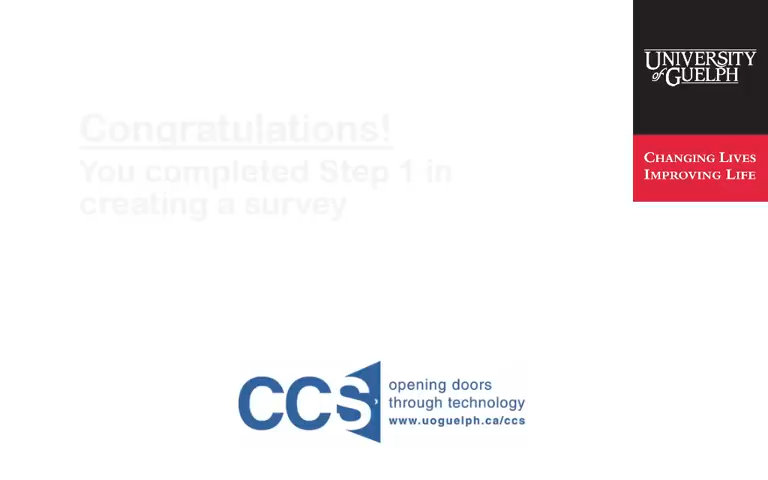 UNIVERSITY
of GUELPH
CHANGING LIVES
IMPROVING LIFE
Congratulations!
You completed Step 1 in
creating a survey
CCS
opening doors
through technology
www.uoguelph.ca/ccs